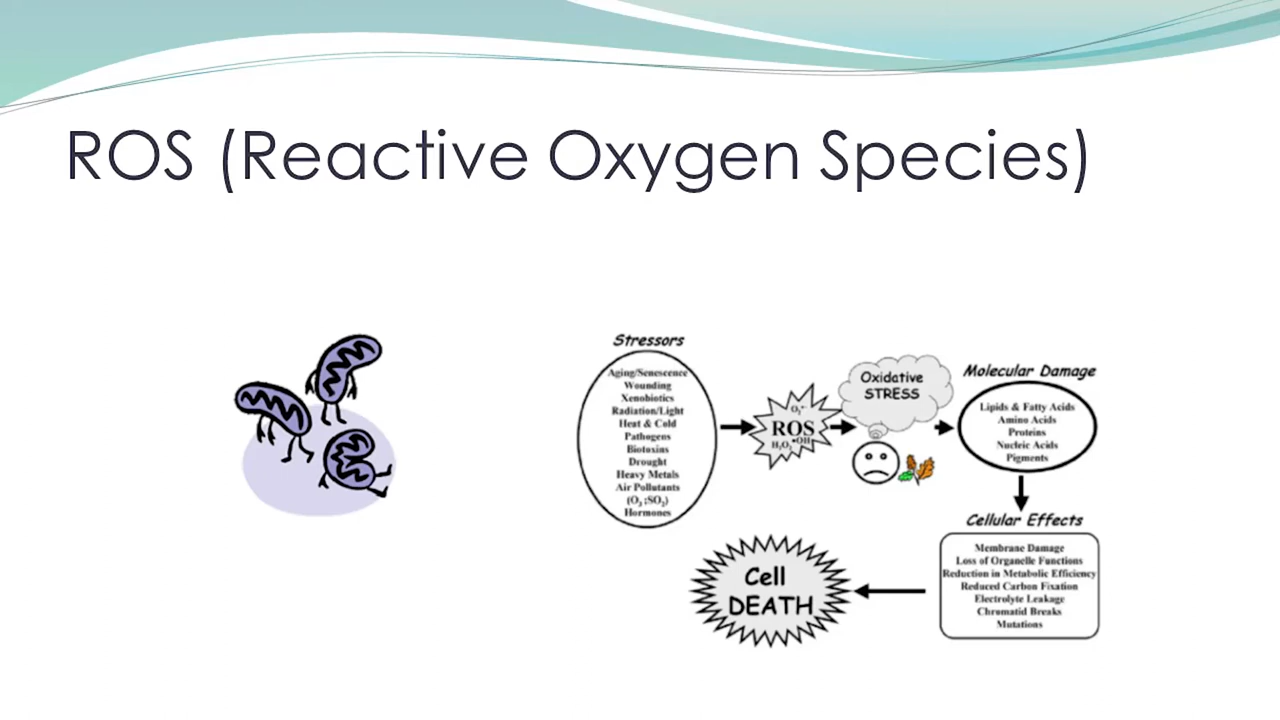 ROS (Reactive Oxygen Species)
Stressors
Aging/Senescence
Wounding
Xenobiotics
Radiation/Light
Heat & Cold
Pathogens
Biotoxins
Drought
Heavy Metals
Air Pollutants
(O3 ;SO2)
Hormones
O2•-
ROS
H2O2 •OH
Oxidative
STRESS
Molecular Damage
Lipids & Fatty Acids
Amino Acids
Proteins
Nucleic Acids
Pigments
Cellular Effects
Membrane Damage
Loss of Organelle Functions
Reduction in Metabolic Efficiency
Reduced Carbon Fixation
Electrolyte Leakage
Chromatid Breaks
Mutations
Cell
DEATH